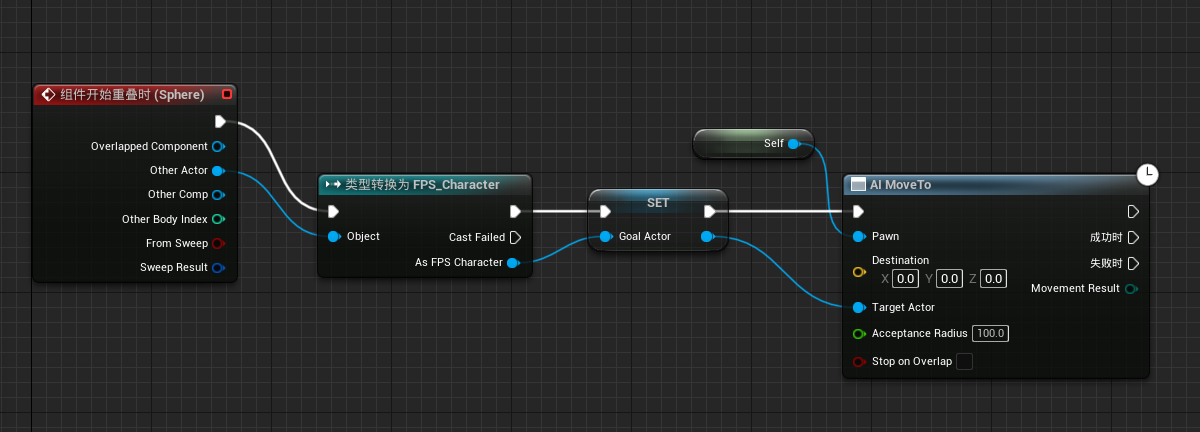 组件开始重叠时 (Sphere)
Overlapped Component
Other Actor
Other Comp
Other Body Index
From Sweep
Sweep Result
类型转换为 FPS_Character
Object
Cast Failed
As FPS Character
SET
Goal Actor
Self
AI MoveTo
Pawn
成功时
Destination
X 0.0 Y 0.0 Z 0.0
失败时
Movement Result
Target Actor
Acceptance Radius 100.0
Stop on Overlap